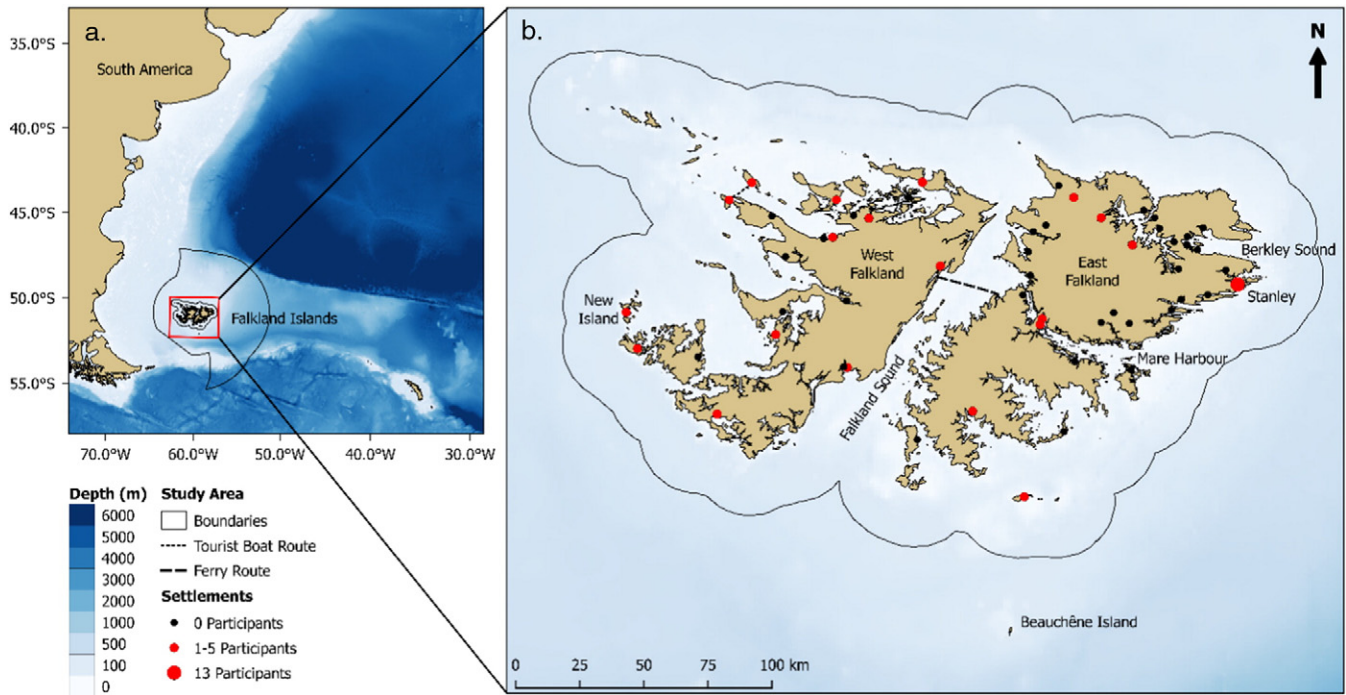 a.
35.0°S
South America
40.0°S
45.0°S
50.0°S
Falkland Islands
55.0°S
70.0°W
60.0°W
50.0°W
40.0°W
30.0°W
Depth (m)
6000
5000
4000
3000
2000
1000
500
100
0
Study Area
Boundaries
Tourist Boat Route
Ferry Route
Settlements
0 Participants
1-5 Participants
13 Participants
b.
N
West
Falkland
East
Falkland
Berkley Sound
Stanley
New
Island
Mare Harbour
Falkland Sound
Beauchêne Island
0
25
50
75
100 km